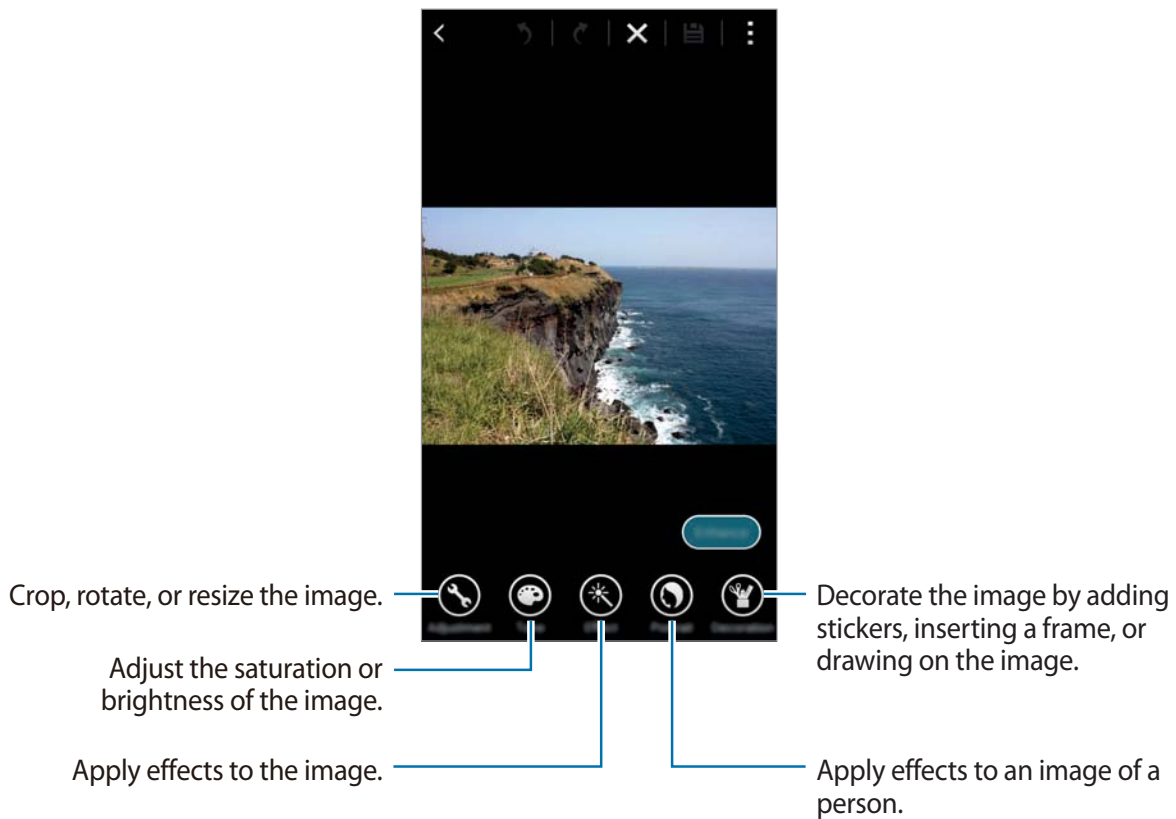 Crop, rotate, or resize the image.
Adjust the saturation or
brightness of the image.
Apply effects to the image.
Decorate the image by adding
stickers, inserting a frame, or
drawing on the image.
Apply effects to an image of a
person.